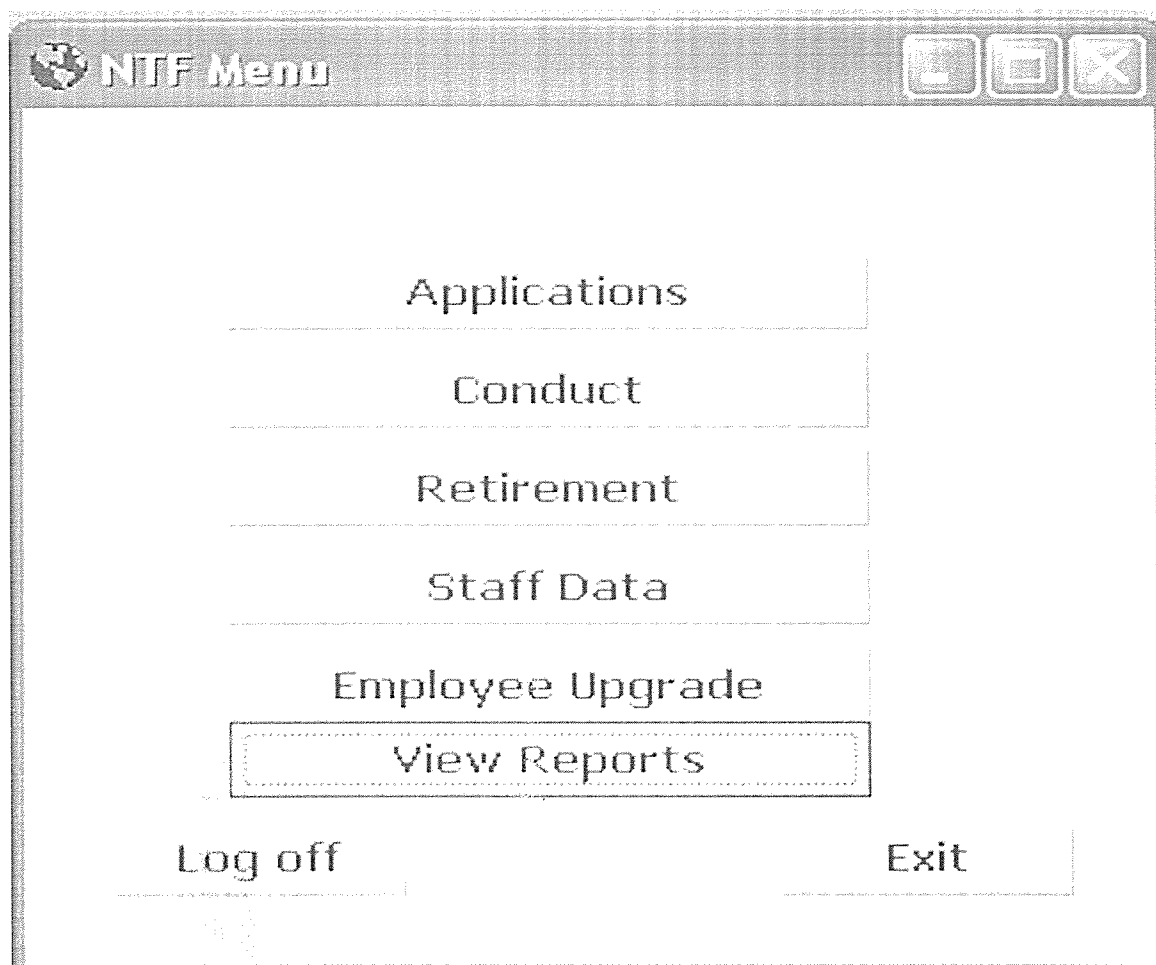 NTF Menu
Applications
Conduct
Retirement
Staff Data
Employee Upgrade
View Reports
Log off Exit